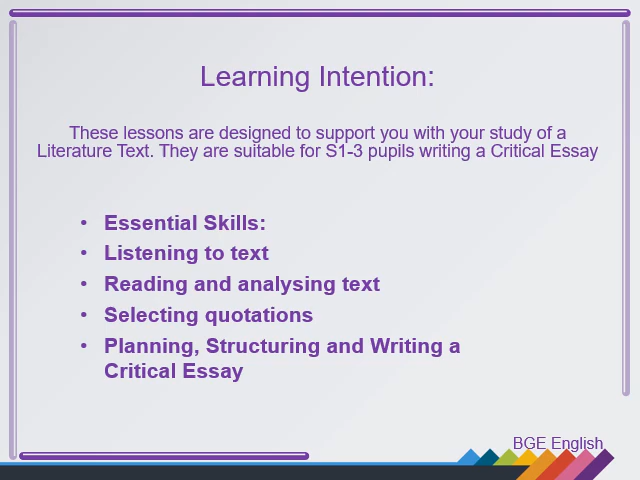 Learning Intention:
These lessons are designed to support you with your study of a
Literature Text. They are suitable for S1-3 pupils writing a Critical Essay
• Essential Skills:
• Listening to text
• Reading and analysing text
• Selecting quotations
• Planning, Structuring and Writing a
Critical Essay
BGE English